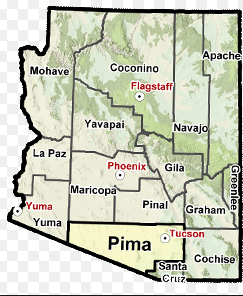 Apache
Coconino
Mohave
Flagstaff
Yavapai
Navajo
La Paz
Phoenix
Gila
Greenlee
Maricopa
Yuma
Pinal
Graham
Yuma
Tucson
Pima
Cochise
Santa
Cruz